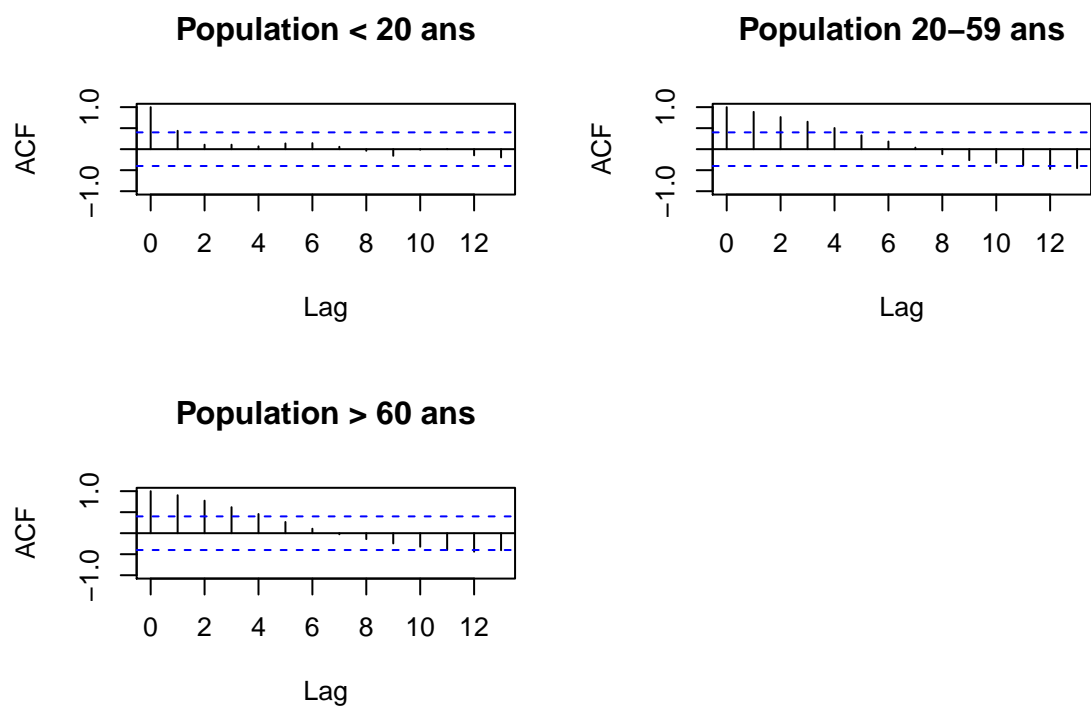 Population < 20 ans
ACF
1.0
−1.0
0 2 4 6 8 10 12
Lag
Population 20−59 ans
ACF
1.0
−1.0
0 2 4 6 8 10 12
Lag
Population > 60 ans
ACF
1.0
−1.0
0 2 4 6 8 10 12
Lag